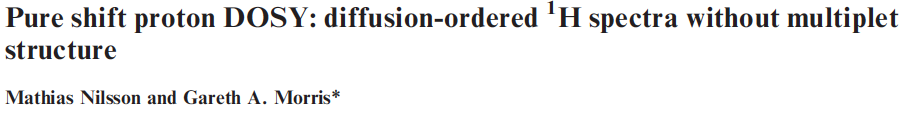 Pure shift proton DOSY: diffusion-ordered ¹H spectra without multiplet
structure
Mathias Nilsson and Gareth A. Morris*